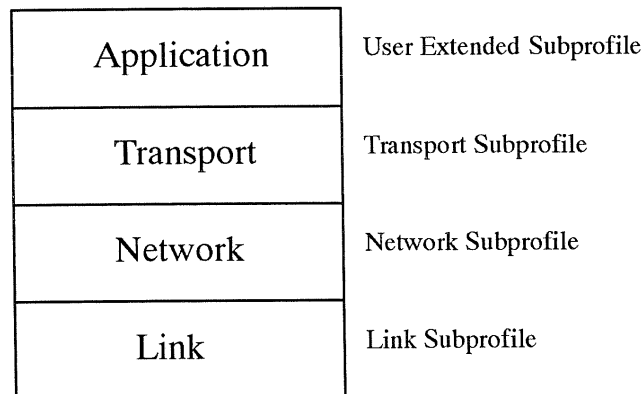 Application
User Extended Subprofile
Transport
Transport Subprofile
Network
Network Subprofile
Link
Link Subprofile